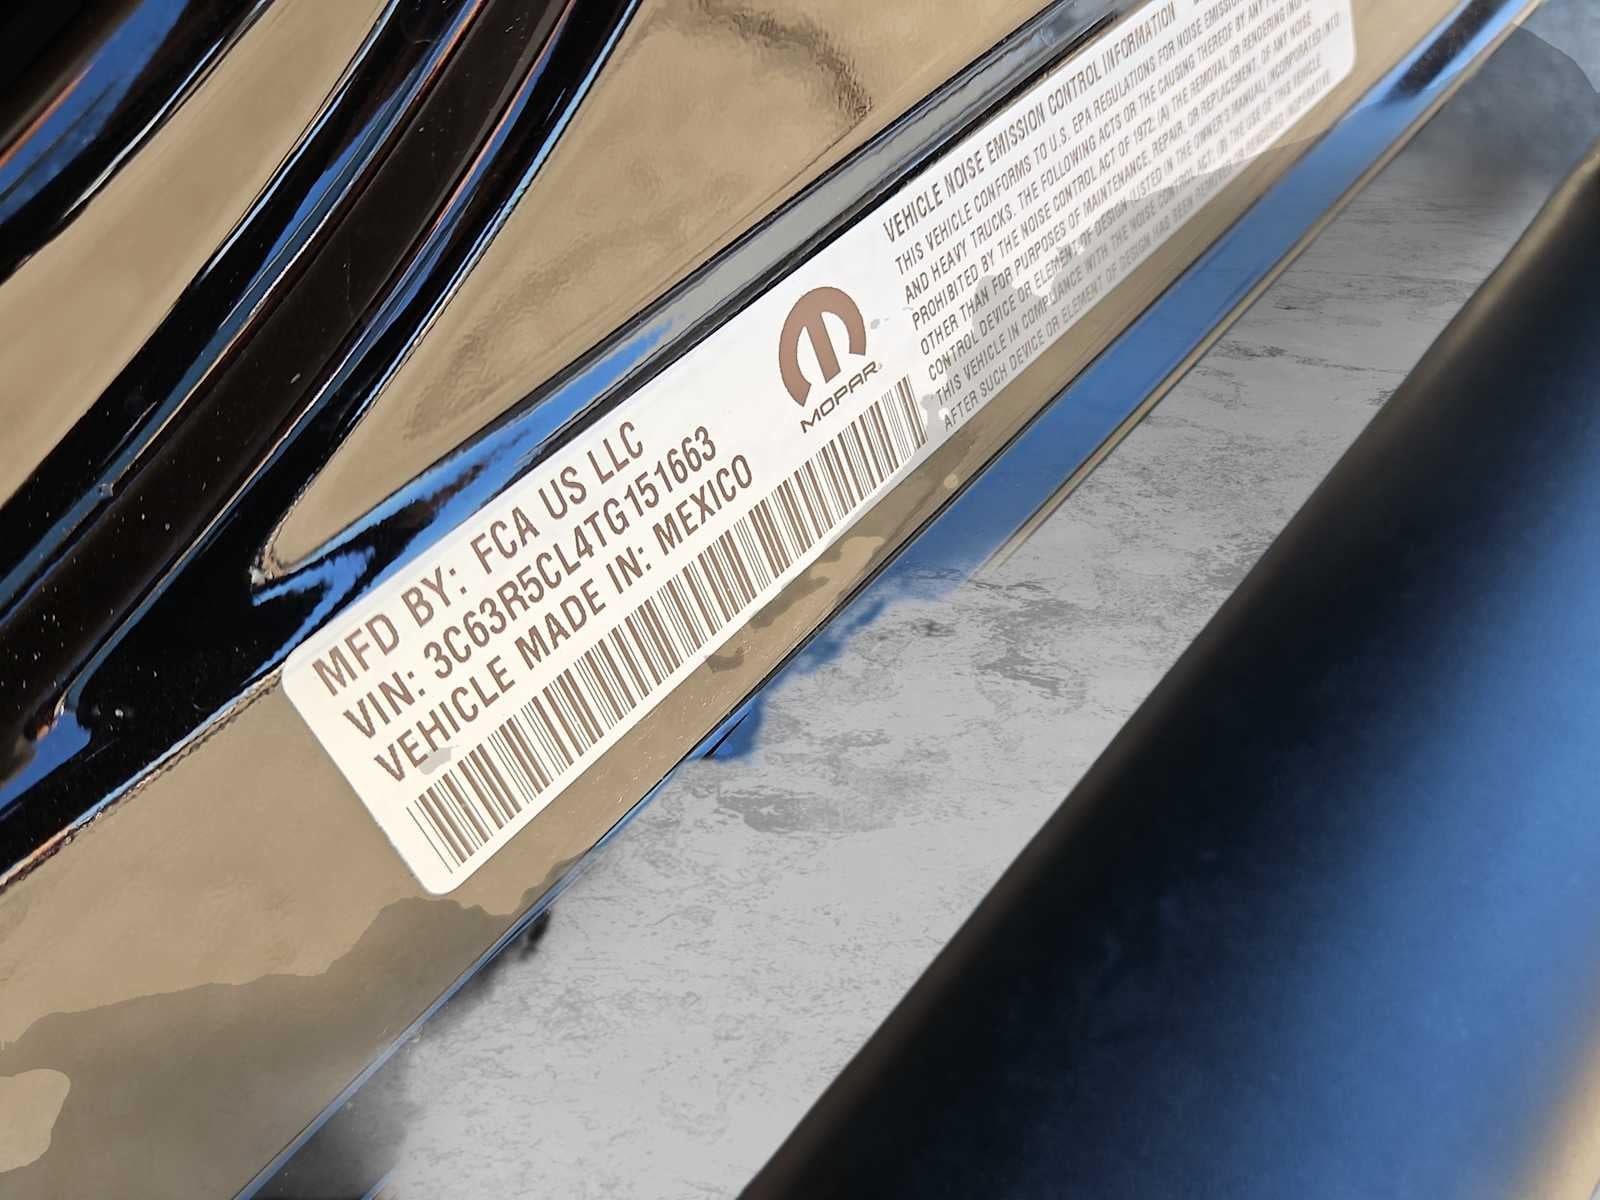 MFD BY: FCA US LLC
VIN: 3C63R5CL4TG151663
VEHICLE MADE IN: MEXICO
MOPAR
VEHICLE NOISE EMISSION CONTROL INFORMATION
THIS VEHICLE CONFORMS TO U.S. EPA REGULATIONS FOR NOISE EMISSION
AND HEAVY TRUCKS. THE FOLLOWING ACTS OR THE CAUSING THEREOF BY ANY
PROHIBITED BY THE NOISE CONTROL ACT OF 1972: (A) THE REMOVAL OR RENDERING
OTHER THAN FOR PURPOSES OF MAINTENANCE, REPAIR, OR REPLACEMENT, OF ANY NOISE
CONTROL DEVICE OR ELEMENT OF DESIGN (LISTED IN THE OWNER'S MANUAL) INCORPORATED INTO
THIS VEHICLE IN COMPLIANCE WITH THE NOISE CONTROL ACT; (B) THE USE OF THIS VEHICLE
AFTER SUCH DEVICE OR ELEMENT OF DESIGN HAS BEEN REMOVED OR RENDERED INOPERATIVE.